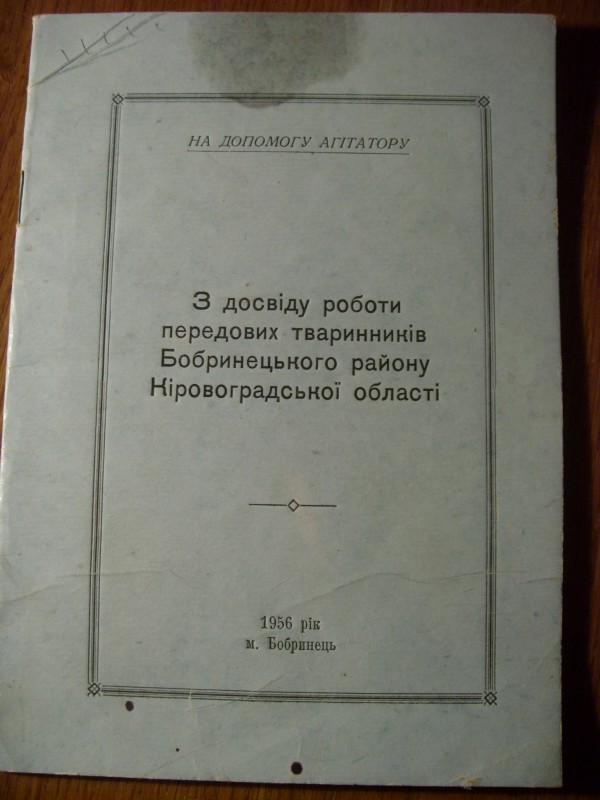 НА ДОПОМОГУ АГІТАТОРУ
З досвіду роботи
передових тваринників
Бобринецького району
Кіровоградської області
1956 рік
м. Бобринець